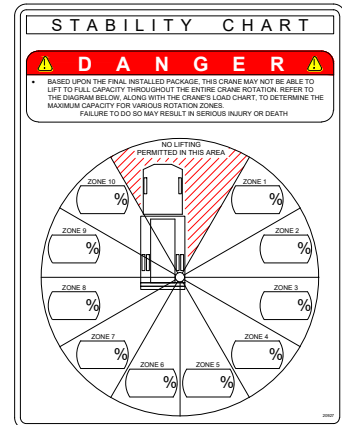 STABILITY CHART
DANGER
• BASED UPON THE FINAL INSTALLED PACKAGE, THIS CRANE MAY NOT BE ABLE TO
LIFT TO FULL CAPACITY THROUGHOUT THE ENTIRE CRANE ROTATION. REFER TO
THE DIAGRAM BELOW, ALONG WITH THE CRANE'S LOAD CHART, TO DETERMINE THE
MAXIMUM CAPACITY FOR VARIOUS ROTATION ZONES.
FAILURE TO DO SO MAY RESULT IN SERIOUS INJURY OR DEATH
NO LIFTING
PERMITTED IN THIS AREA
ZONE 10
%
ZONE 1
%
ZONE 9
%
ZONE 2
%
ZONE 8
%
ZONE 3
%
ZONE 7
%
ZONE 4
%
ZONE 6
%
ZONE 5
%